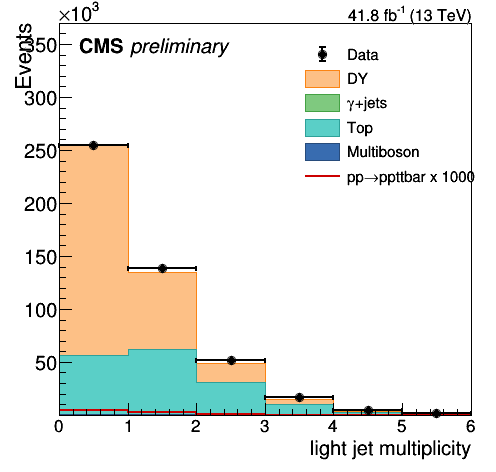 ×10³
41.8 fb⁻¹ (13 TeV)
Events
CMS preliminary
Data
DY
γ+jets
Top
Multiboson
pp→ppttbar x 1000
350
300
250
200
150
100
50
0 1 2 3 4 5 6
light jet multiplicity